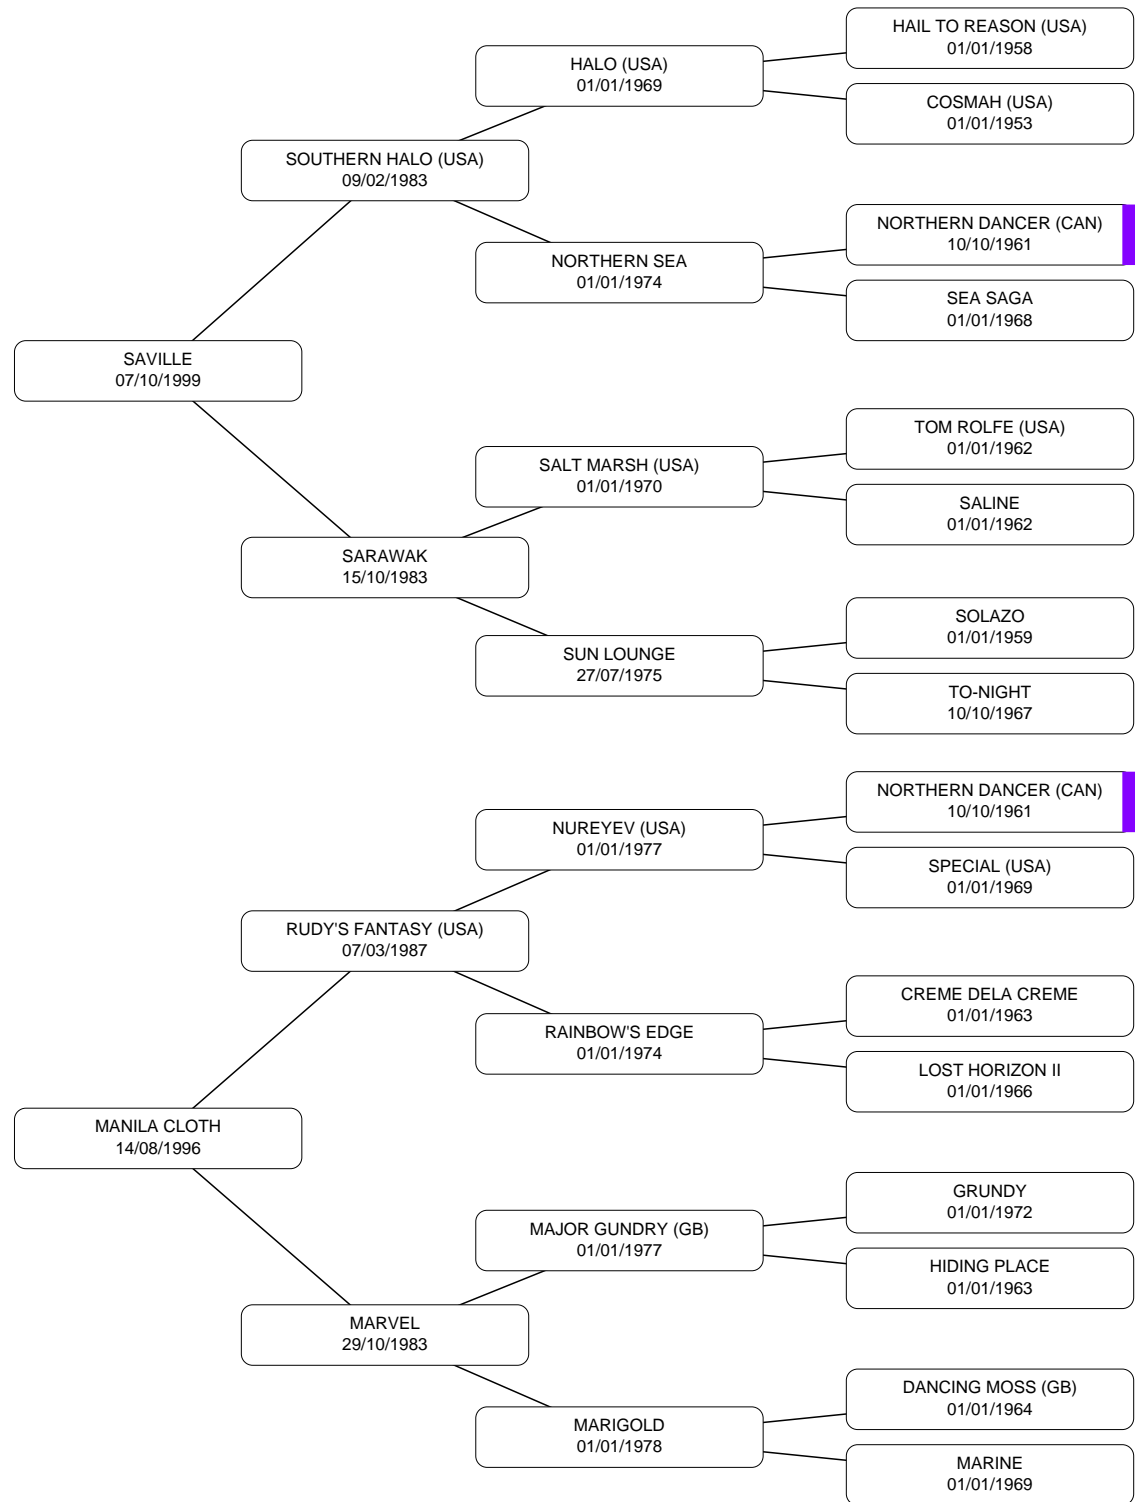 HAIL TO REASON (USA)
01/01/1958
HALO (USA)
01/01/1969
COSMAH (USA)
01/01/1953
SOUTHERN HALO (USA)
09/02/1983
NORTHERN DANCER (CAN)
10/10/1961
NORTHERN SEA
01/01/1974
SEA SAGA
01/01/1968
SAVILLE
07/10/1999
TOM ROLFE (USA)
01/01/1962
SALT MARSH (USA)
01/01/1970
SALINE
01/01/1962
SARAWAK
15/10/1983
SOLAZO
01/01/1959
SUN LOUNGE
27/07/1975
TO-NIGHT
10/10/1967
NORTHERN DANCER (CAN)
10/10/1961
NUREYEV (USA)
01/01/1977
SPECIAL (USA)
01/01/1969
RUDY'S FANTASY (USA)
07/03/1987
CREME DELA CREME
01/01/1963
RAINBOW'S EDGE
01/01/1974
LOST HORIZON II
01/01/1966
MANILA CLOTH
14/08/1996
GRUNDY
01/01/1972
MAJOR GUNDRY (GB)
01/01/1977
HIDING PLACE
01/01/1963
MARVEL
29/10/1983
DANCING MOSS (GB)
01/01/1964
MARIGOLD
01/01/1978
MARINE
01/01/1969